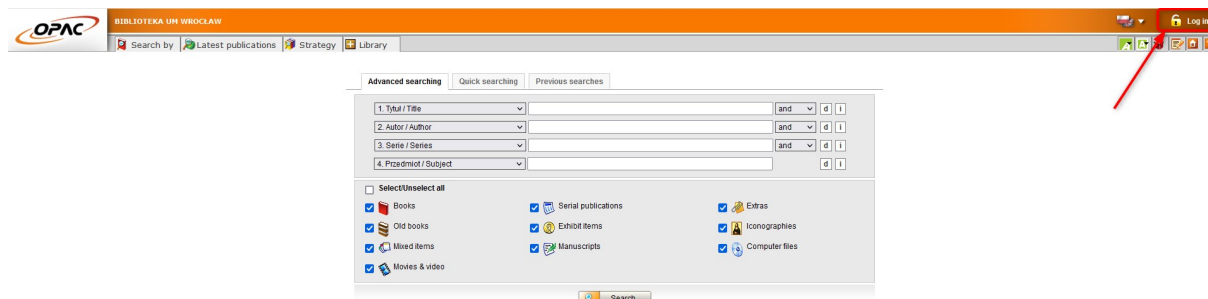 OPAC
BIBLIOTEKA UM WROCŁAW
Log in
Search by Latest publications Strategy Library
Advanced searching Quick searching Previous searches
1. Tytuł / Title and d i
2. Autor / Author and d i
3. Serie / Series and d i
4. Przedmiot / Subject d i
Select/Unselect all
Books Serial publications Extras
Old books Exhibit items Iconographies
Mixed items Manuscripts Computer files
Movies & video
Search